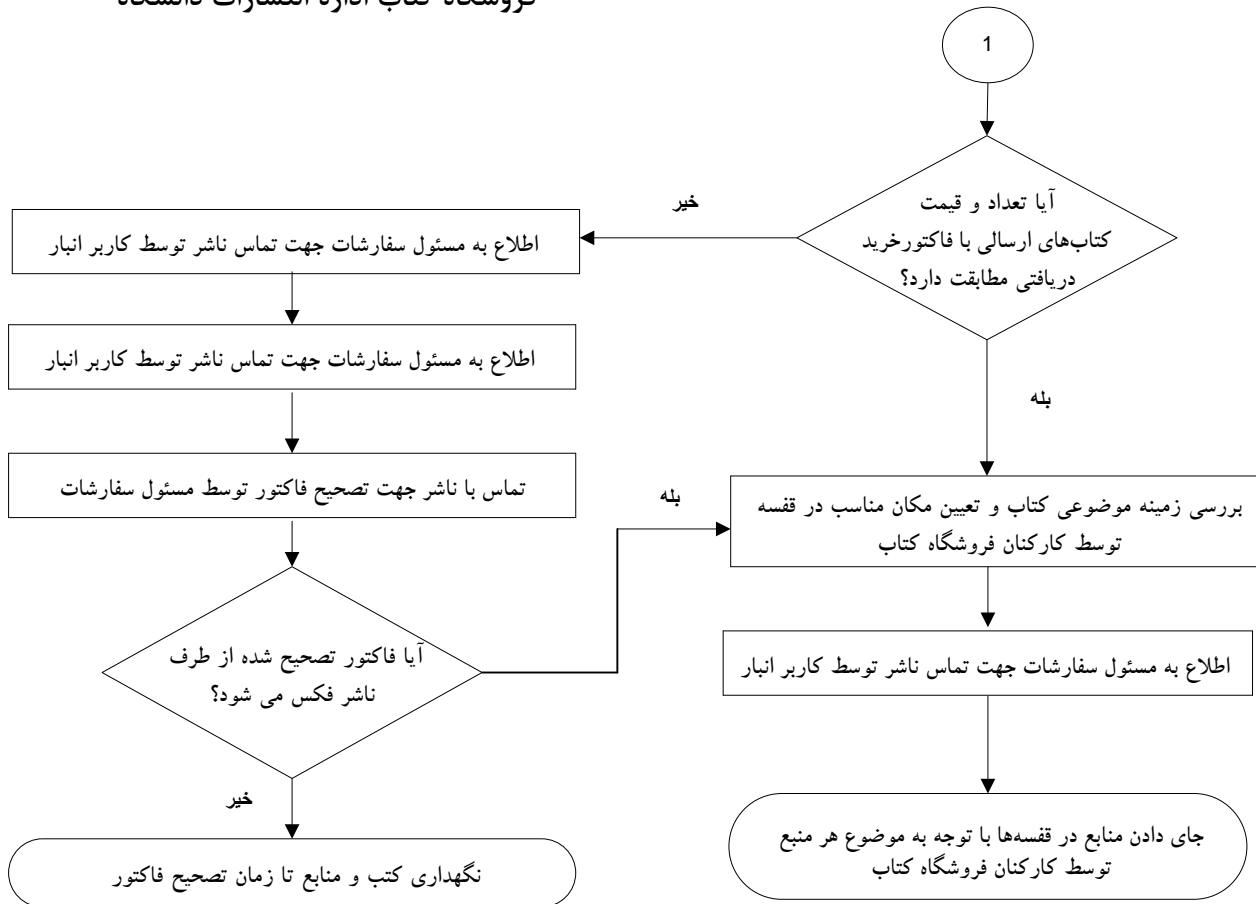 فروشگاه کتاب اداره انتشارات دانشگاه
1
آیا تعداد و قیمت
کتاب‌های ارسالی با فاکتورخرید
دریافتی مطابقت دارد؟
خیر
اطلاع به مسئول سفارشات جهت تماس ناشر توسط کاربر انبار
اطلاع به مسئول سفارشات جهت تماس ناشر توسط کاربر انبار
تماس با ناشر جهت تصحیح فاکتور توسط مسئول سفارشات
آیا فاکتور تصحیح شده از طرف
ناشر فکس می شود؟
خیر
نگهداری کتب و منابع تا زمان تصحیح فاکتور
بله
بله
بررسی زمینه موضوعی کتاب و تعیین مکان مناسب در قفسه
توسط کارکنان فروشگاه کتاب
اطلاع به مسئول سفارشات جهت تماس ناشر توسط کاربر انبار
جای دادن منابع در قفسه‌ها با توجه به موضوع هر منبع
توسط کارکنان فروشگاه کتاب